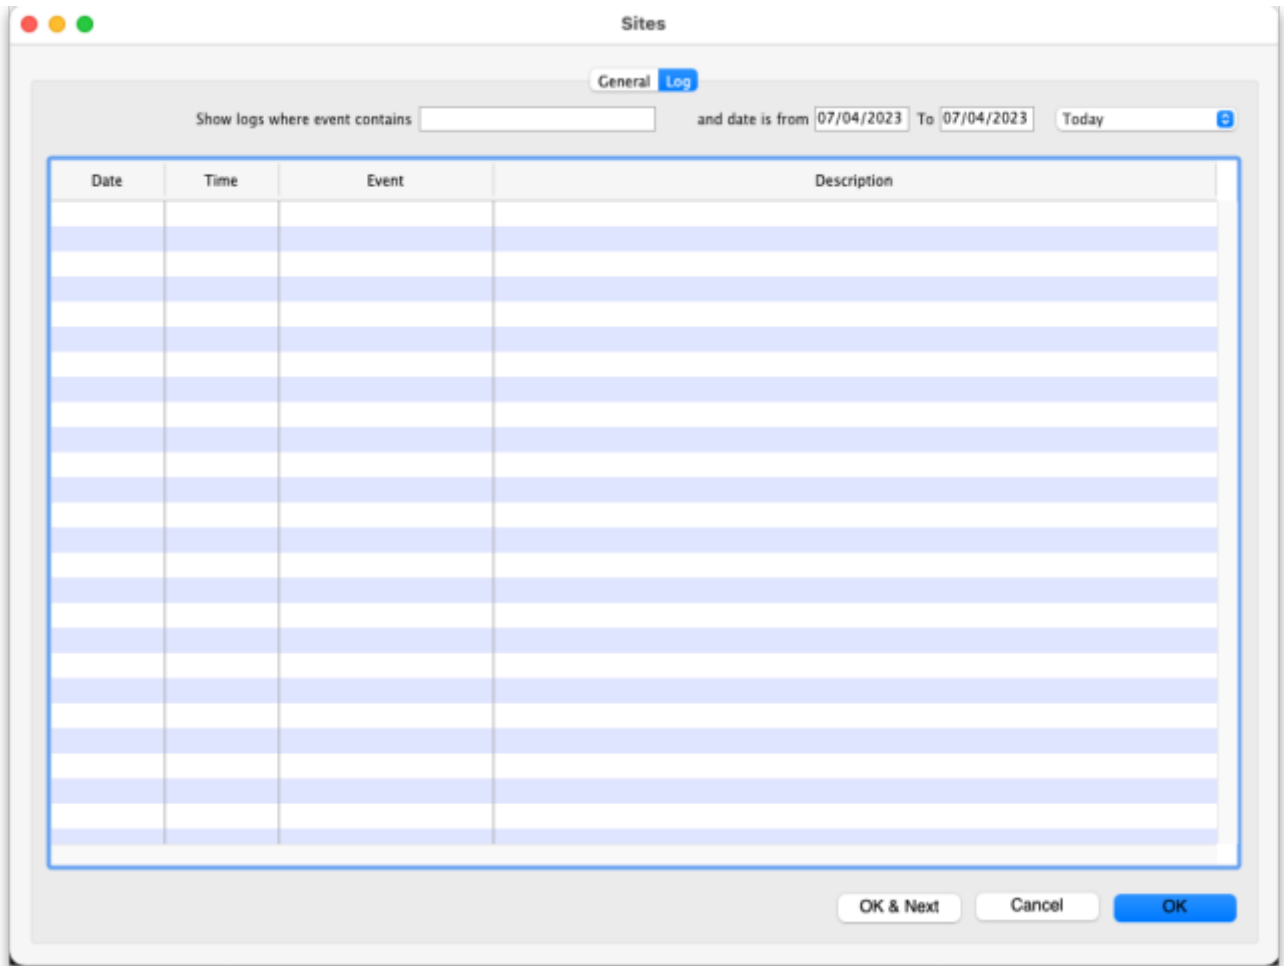 Sites
General Log
Show logs where event contains and date is from 07/04/2023 To 07/04/2023 Today
Date Time Event Description
OK & Next Cancel OK